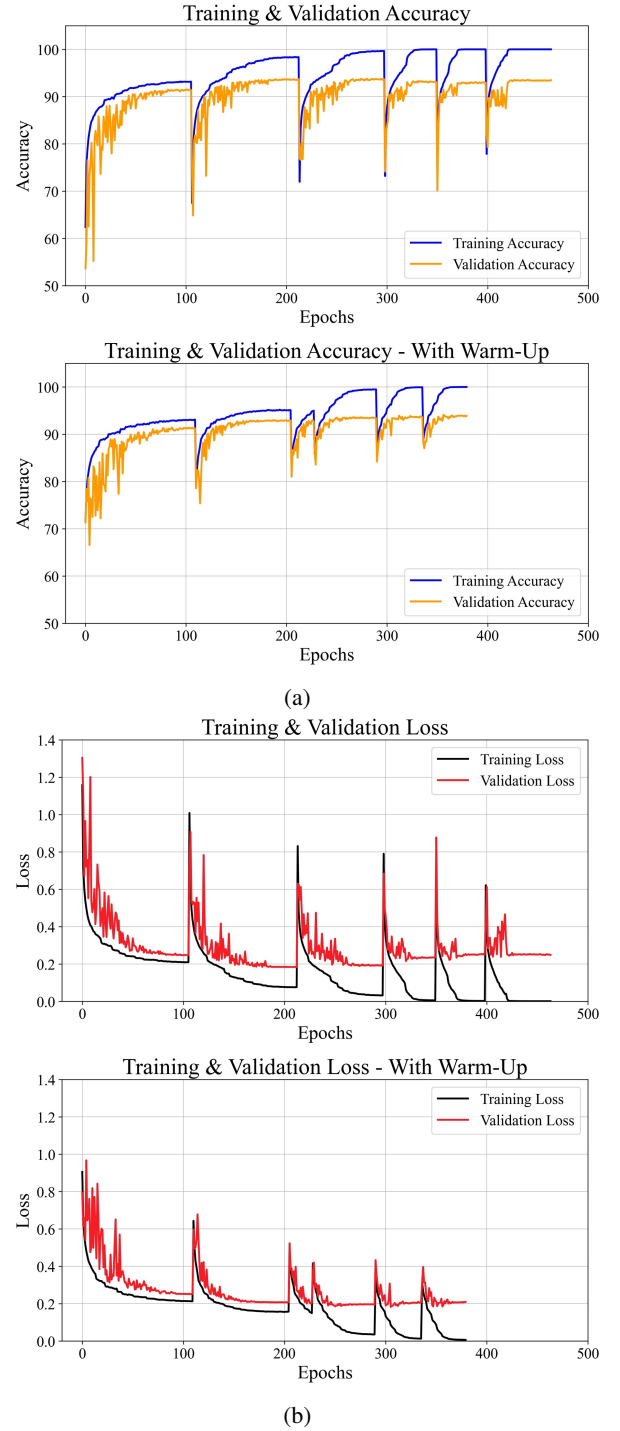 Training & Validation Accuracy
100
90
80
70
60
50
Accuracy
Training Accuracy
Validation Accuracy
0
100
200
300
400
500
Epochs
Training & Validation Accuracy - With Warm-Up
100
90
80
70
60
50
Accuracy
Training Accuracy
Validation Accuracy
0
100
200
300
400
500
Epochs
(a)
Training & Validation Loss
1.4
1.2
1.0
0.8
0.6
0.4
0.2
0.0
Loss
Training Loss
Validation Loss
0
100
200
300
400
500
Epochs
Training & Validation Loss - With Warm-Up
1.4
1.2
1.0
0.8
0.6
0.4
0.2
0.0
Loss
Training Loss
Validation Loss
0
100
200
300
400
500
Epochs
(b)